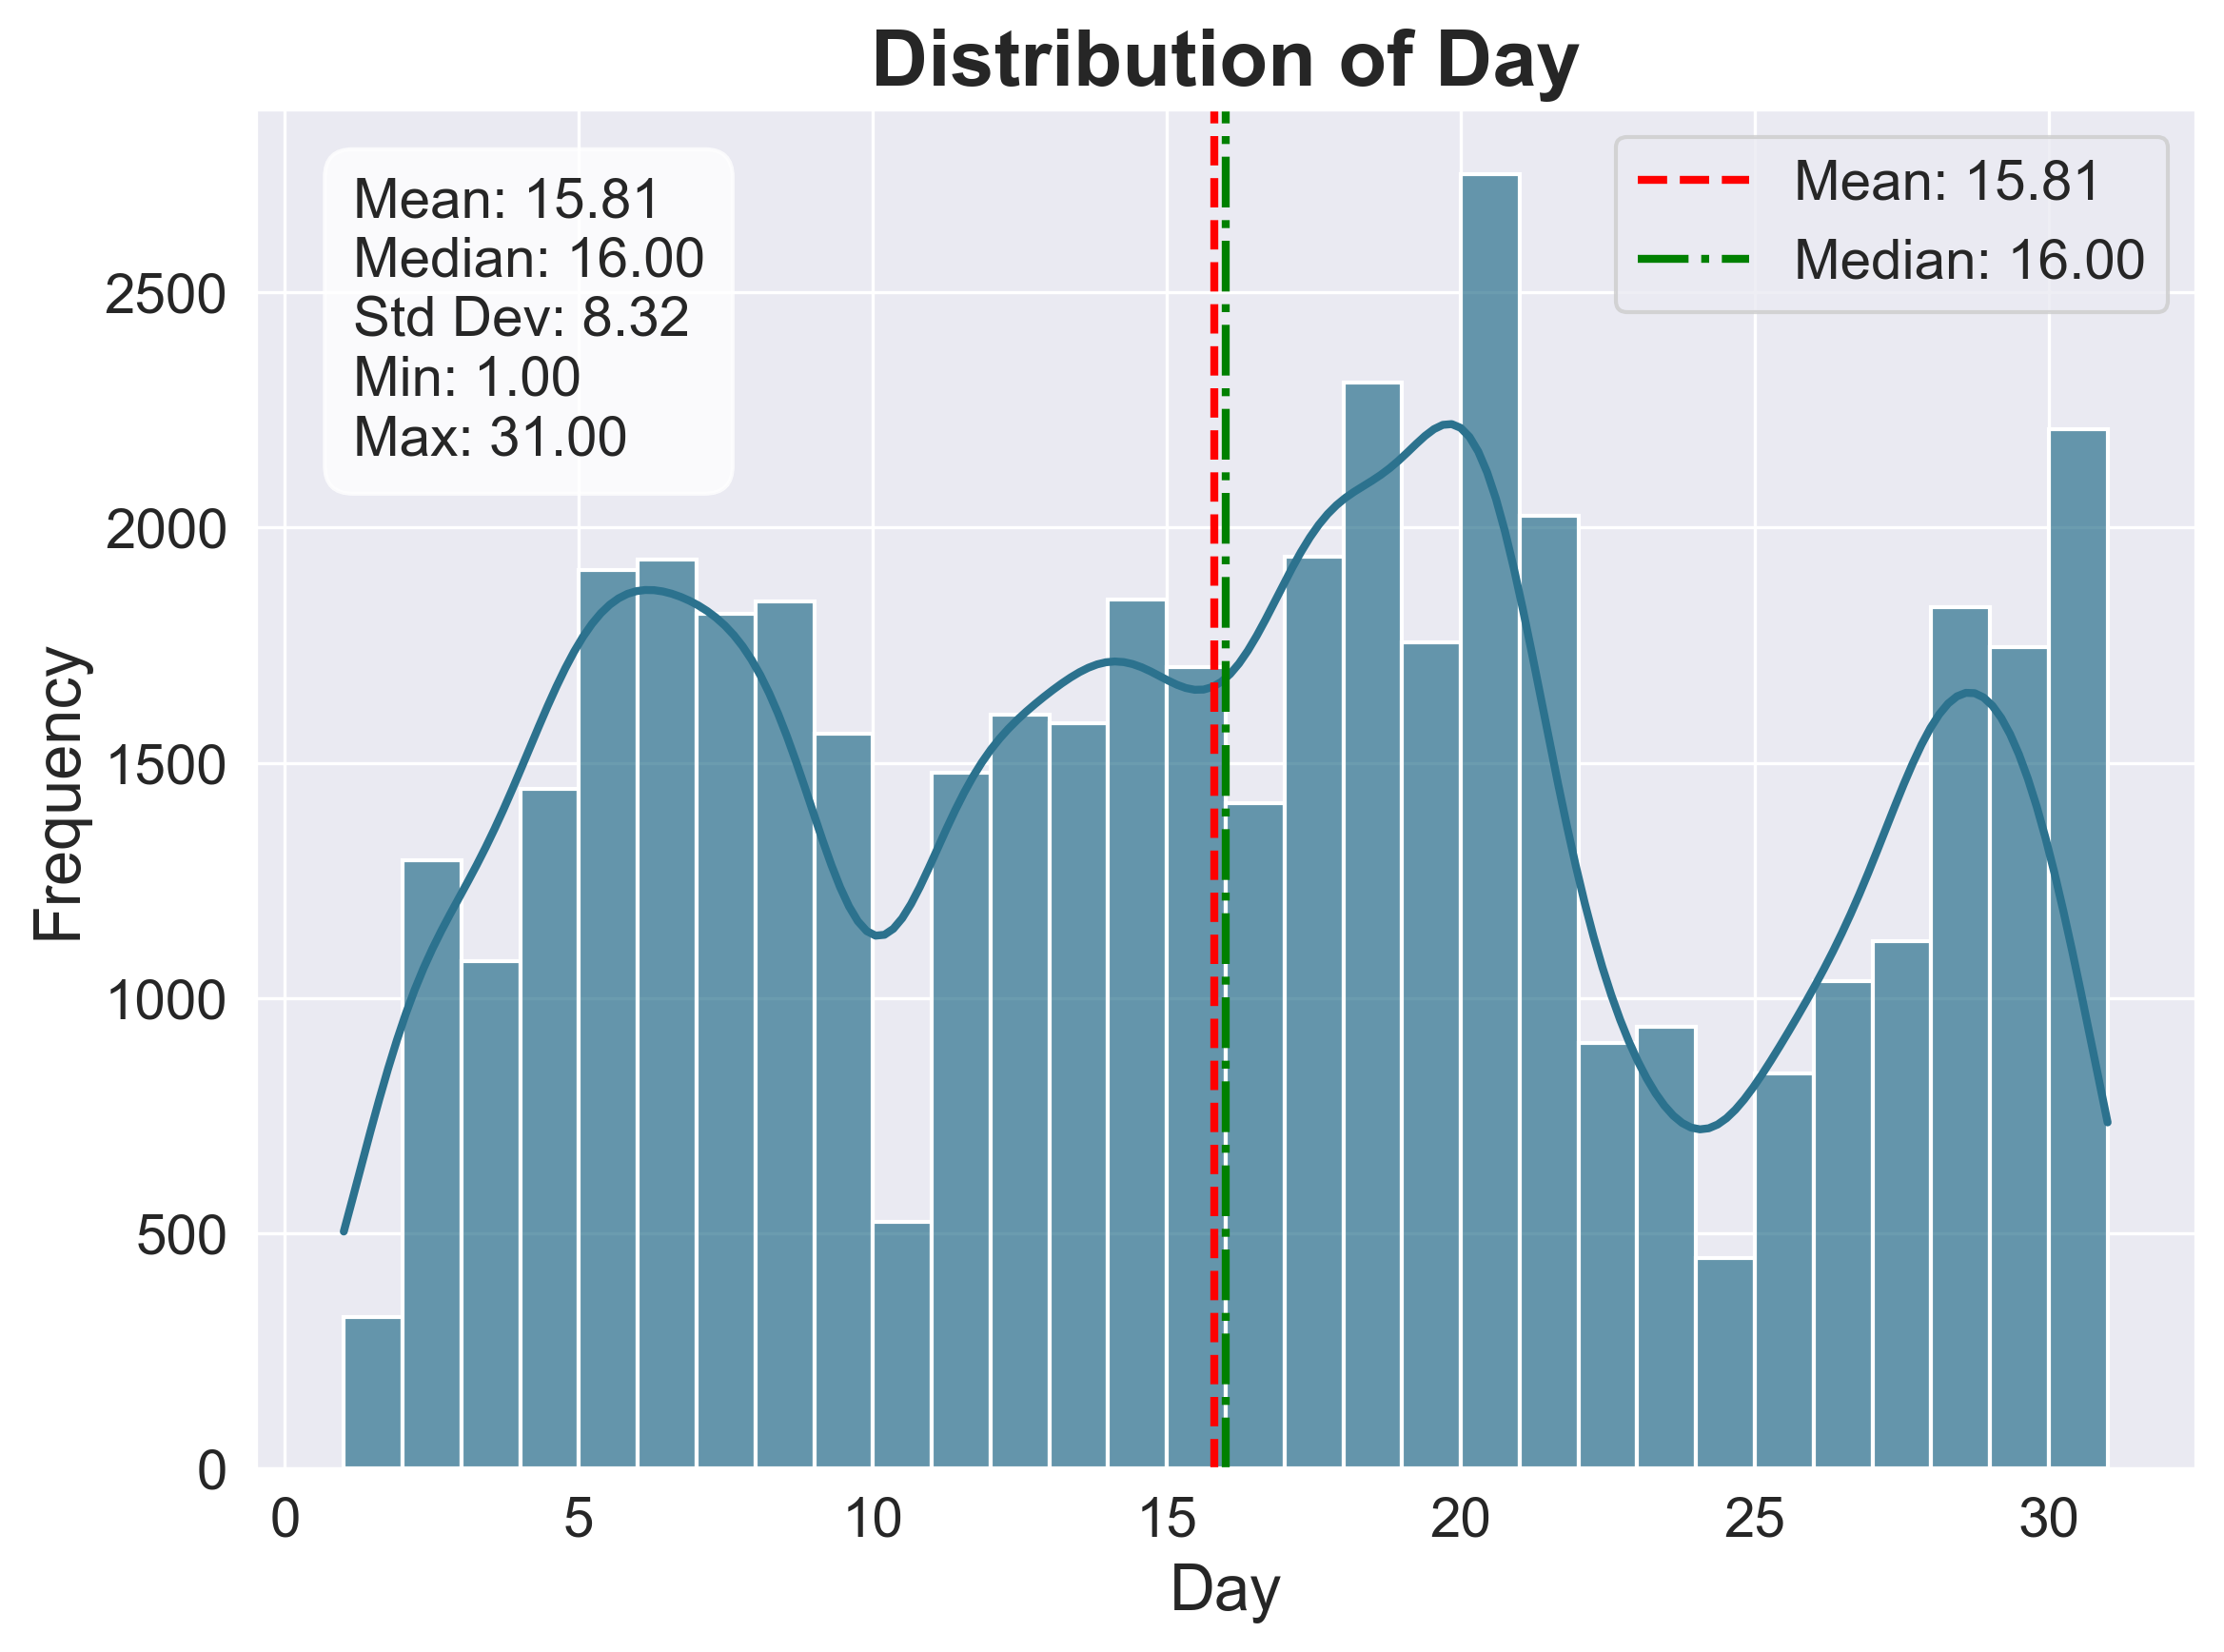 Distribution of Day
Mean: 15.81
Median: 16.00
Std Dev: 8.32
Min: 1.00
Max: 31.00
Mean: 15.81
Median: 16.00
Frequency
2500
2000
1500
1000
500
0
0 5 10 15 20 25 30
Day